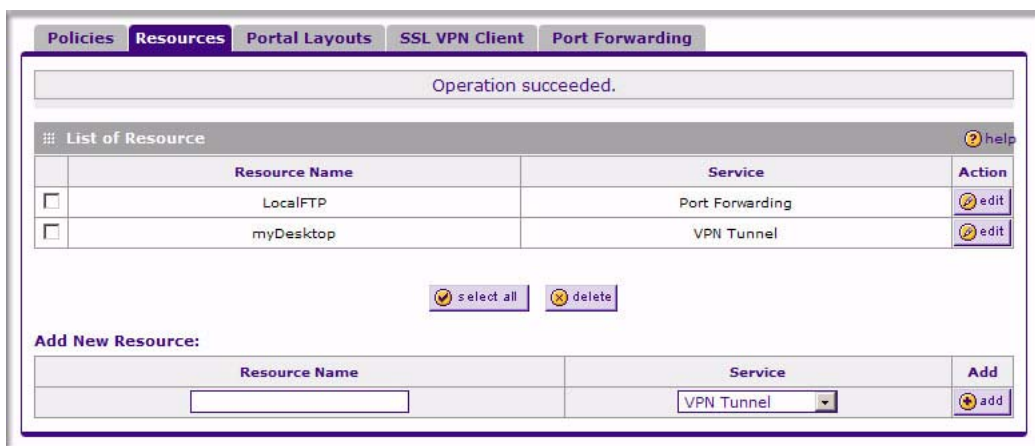 Policies Resources Portal Layouts SSL VPN Client Port Forwarding
Operation succeeded.
List of Resource help
Resource Name Service Action
LocalFTP Port Forwarding edit
myDesktop VPN Tunnel edit
select all delete
Add New Resource:
Resource Name Service Add
VPN Tunnel add